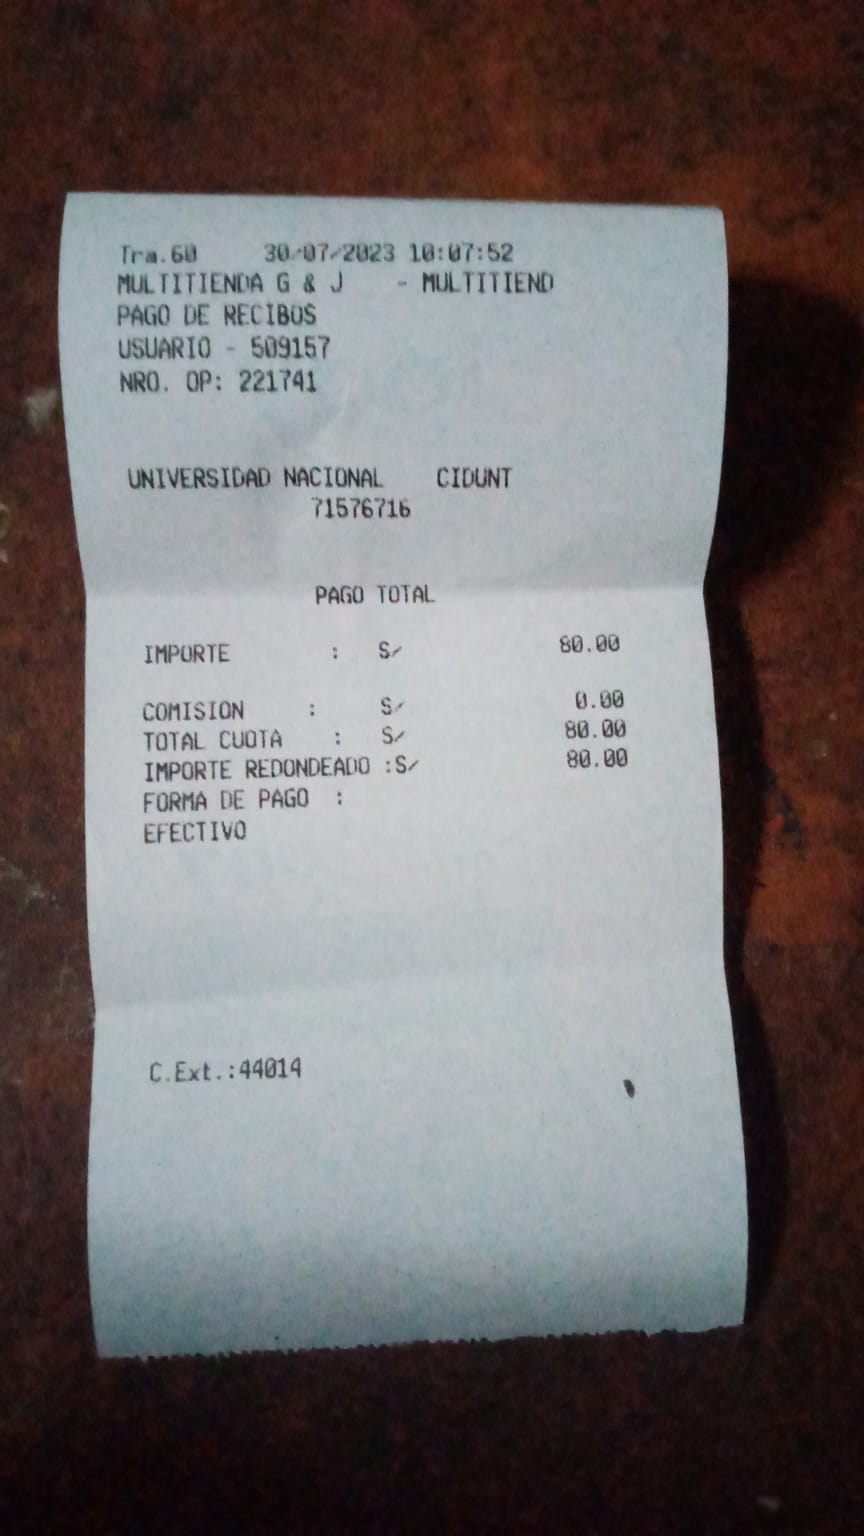 Tra.60 30/07/2023 10:07:52
MULTITIENDA G & J - MULTITIEND
PAGO DE RECIBOS
USUARIO - 509157
NRO. OP: 221741
UNIVERSIDAD NACIONAL CIDUNT
71576716
PAGO TOTAL
IMPORTE : S/ 80.00
COMISION : S/ 0.00
TOTAL CUOTA : S/ 80.00
IMPORTE REDONDEADO :S/ 80.00
FORMA DE PAGO :
EFECTIVO
C.Ext.:44014